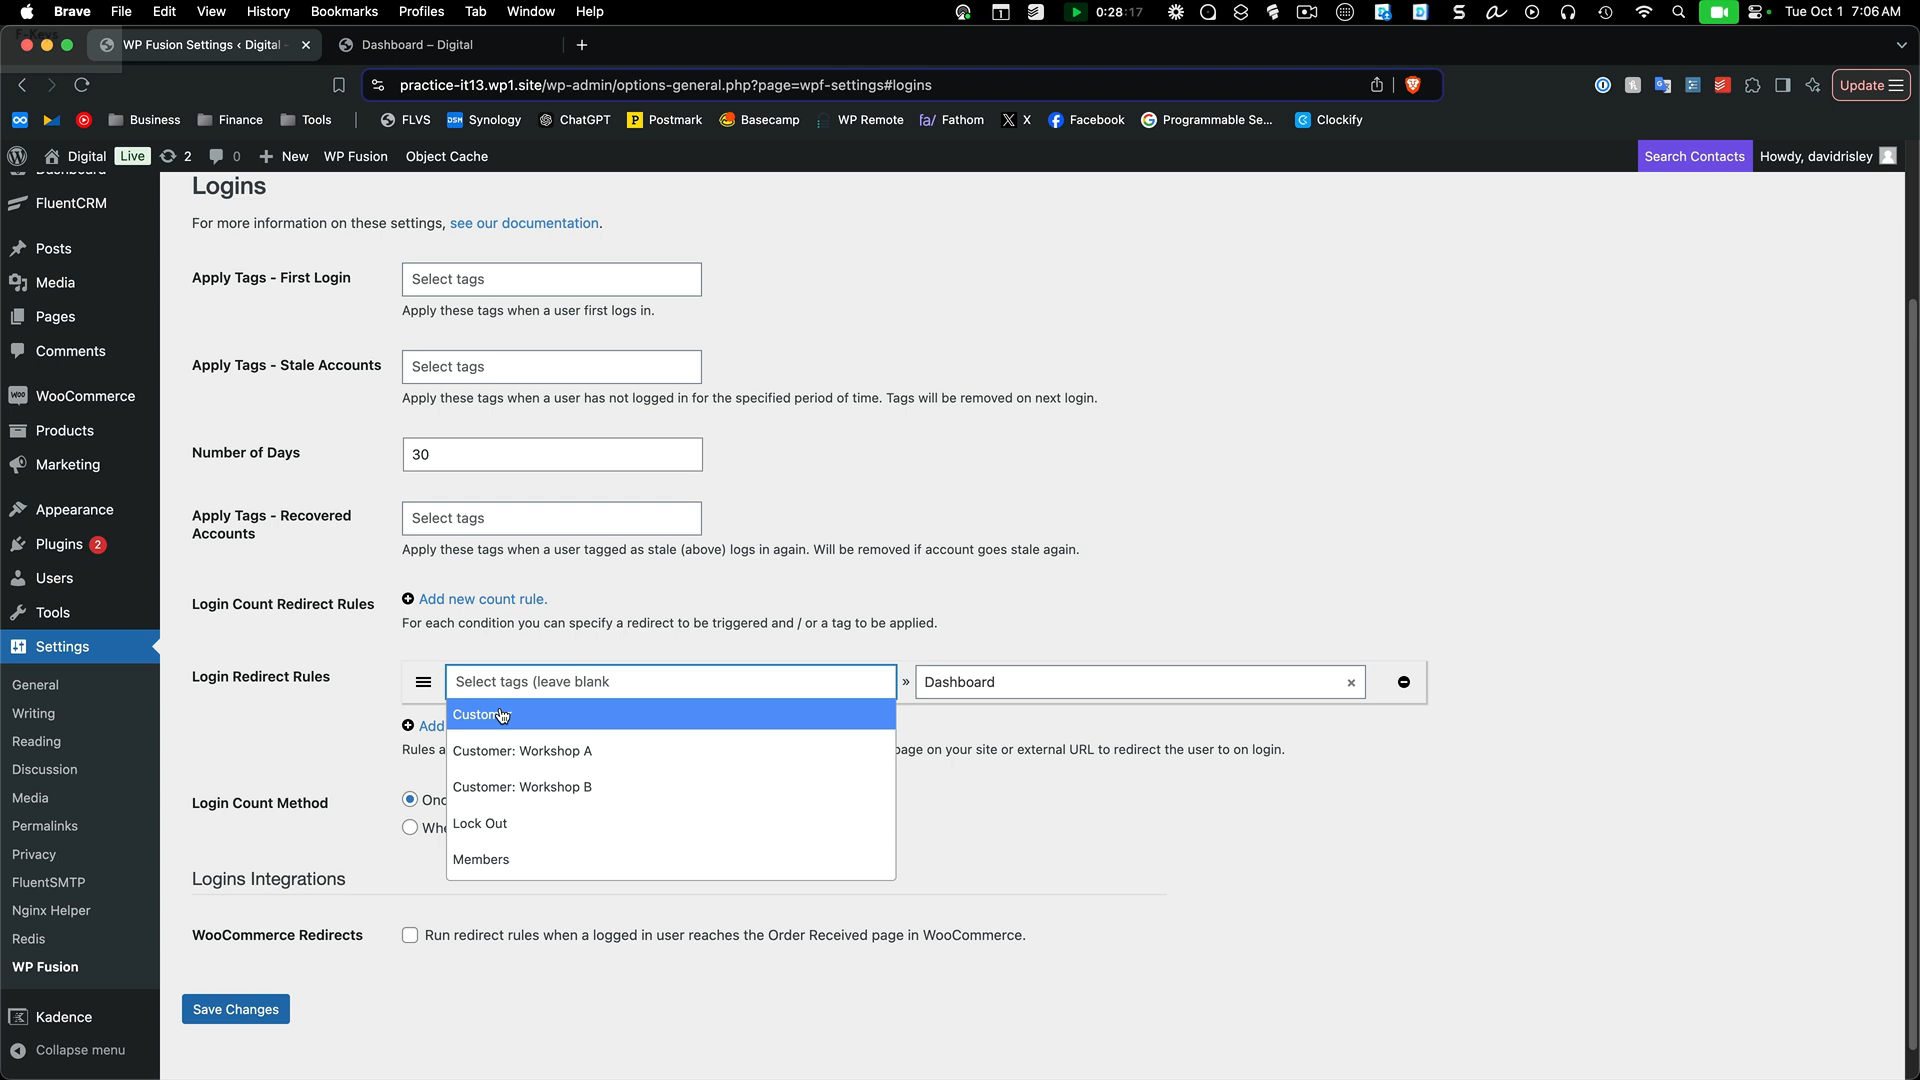 Brave File Edit View History Bookmarks Profiles Tab Window Help 0:28:17 Tue Oct 1 7:06 AM
F-Keys
WP Fusion Settings ‹ Digital Dashboard – Digital
practice-it13.wp1.site/wp-admin/options-general.php?page=wpf-settings#logins Update
Business Finance Tools FLVS Synology ChatGPT Postmark Basecamp WP Remote Fathom X Facebook Programmable Se... Clockify
Digital Live 2 0 New WP Fusion Object Cache Search Contacts Howdy, davidrisley
Dashboard
FluentCRM
Posts
Media
Pages
Comments
WooCommerce
Products
Marketing
Appearance
Plugins 2
Users
Tools
Settings
General
Writing
Reading
Discussion
Media
Permalinks
Privacy
FluentSMTP
Nginx Helper
Redis
WP Fusion
Kadence
Collapse menu
Logins
For more information on these settings, see our documentation.
Apply Tags - First Login Select tags
Apply these tags when a user first logs in.
Apply Tags - Stale Accounts Select tags
Apply these tags when a user has not logged in for the specified period of time. Tags will be removed on next login.
Number of Days 30
Apply Tags - Recovered Accounts Select tags
Apply these tags when a user tagged as stale (above) logs in again. Will be removed if account goes stale again.
Login Count Redirect Rules Add new count rule.
For each condition you can specify a redirect to be triggered and / or a tag to be applied.
Login Redirect Rules Select tags (leave blank » Dashboard ×
Customer
Add
Rules a page on your site or external URL to redirect the user to on login.
Customer: Workshop A
Customer: Workshop B
Lock Out
Members
Login Count Method
Logins Integrations
WooCommerce Redirects Run redirect rules when a logged in user reaches the Order Received page in WooCommerce.
Save Changes